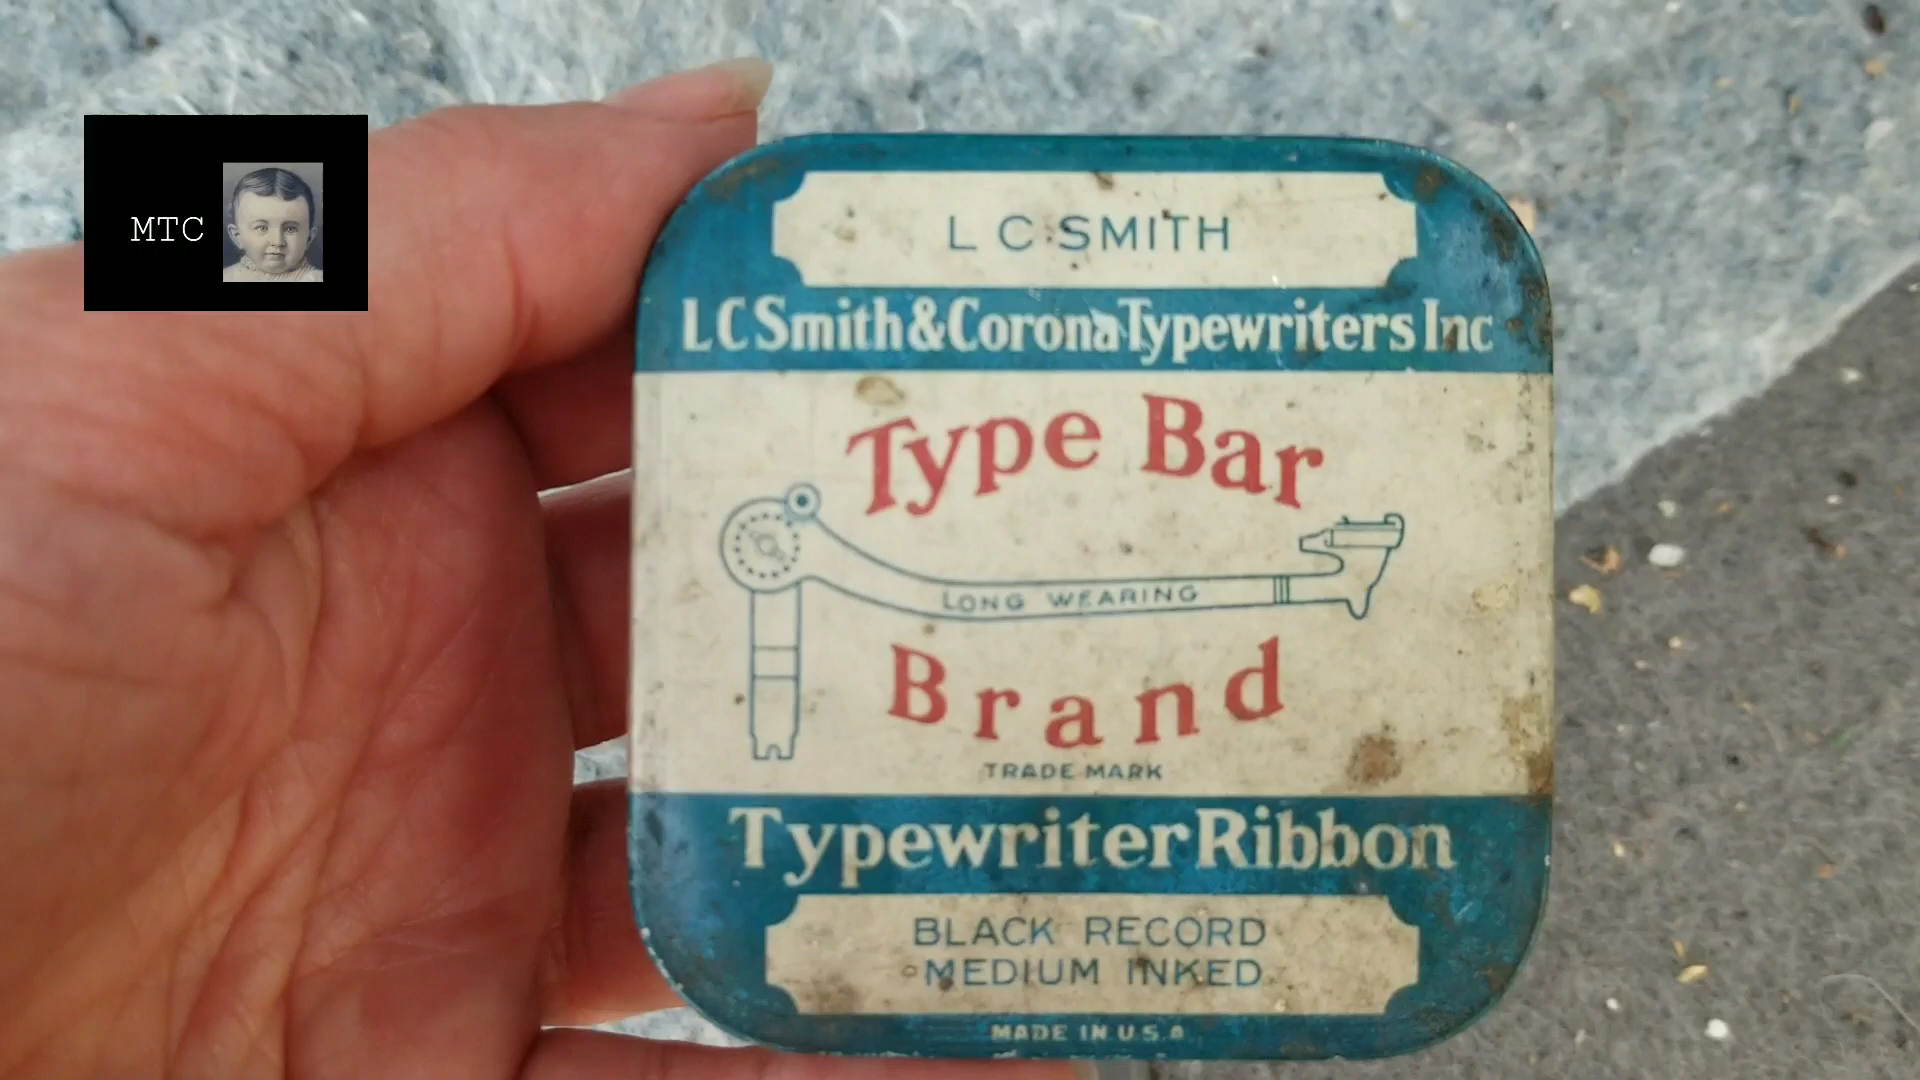 MTC
L C SMITH
LC Smith & Corona Typewriters Inc
Type Bar
LONG WEARING
Brand
TRADE MARK
Typewriter Ribbon
BLACK RECORD
MEDIUM INKED
MADE IN U.S.A